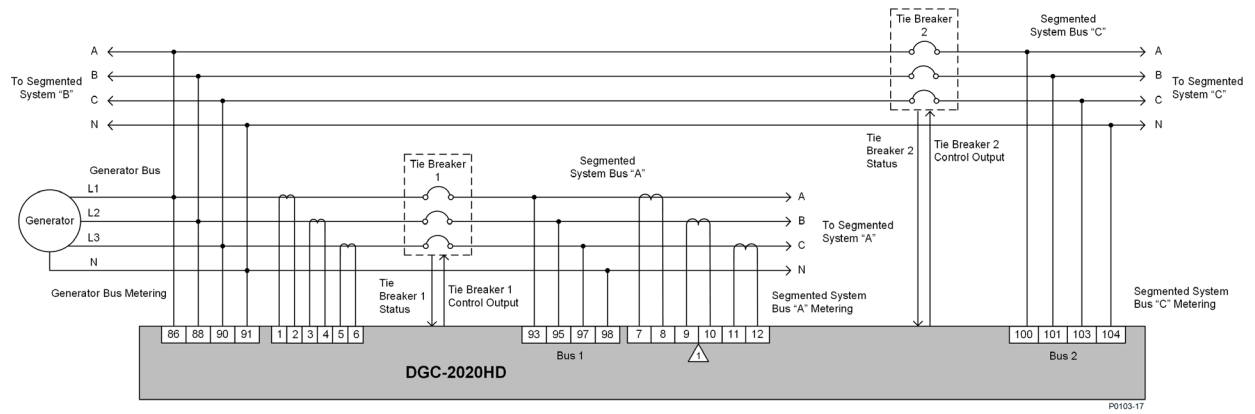 Tie Breaker
2
Segmented
System Bus “C”
A
A
To Segmented
System “B”
B
B
To Segmented
System “C”
C
C
N
N
Tie
Breaker 2
Status
Tie Breaker 2
Control Output
Generator Bus
Tie Breaker
1
Segmented
System Bus “A”
L1
A
Generator
L2
B
To Segmented
System “A”
L3
C
N
N
Generator Bus Metering
Tie
Breaker 1
Status
Tie Breaker 1
Control Output
Segmented System
Bus “A” Metering
Segmented System
Bus “C” Metering
86 88 90 91 1 2 3 4 5 6 93 95 97 98 7 8 9 10 11 12 100 101 103 104
Bus 1
1
Bus 2
DGC-2020HD
P0103-17